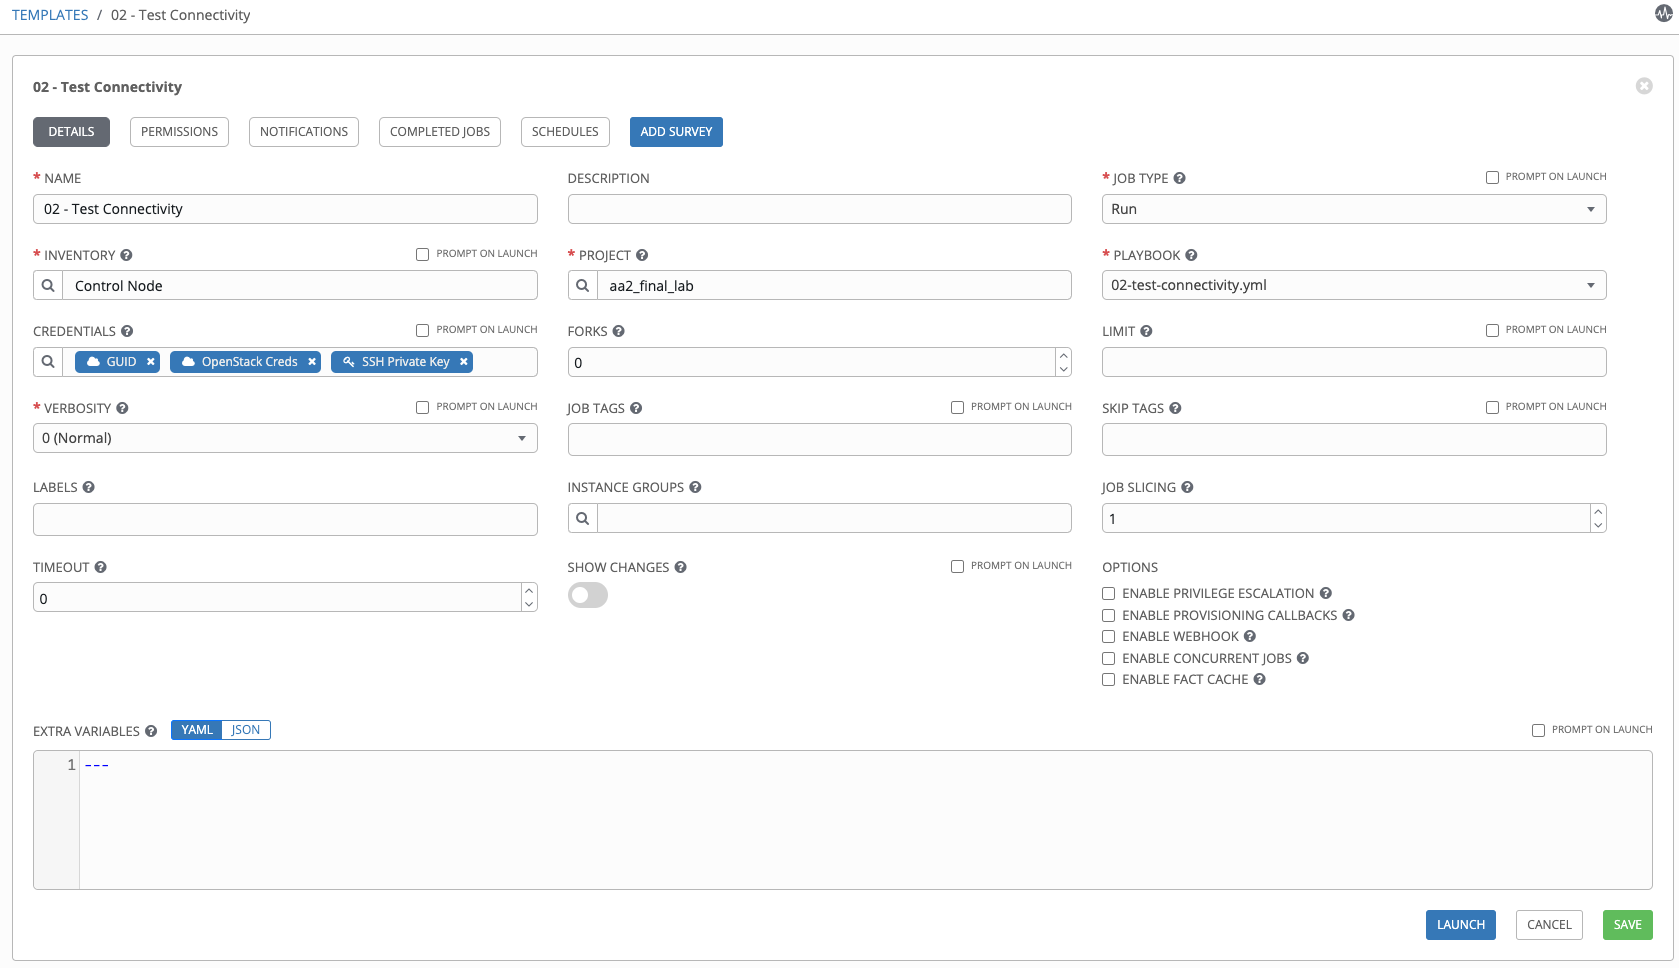 TEMPLATES / 02 - Test Connectivity
02 - Test Connectivity
DETAILS PERMISSIONS NOTIFICATIONS COMPLETED JOBS SCHEDULES ADD SURVEY
* NAME DESCRIPTION * JOB TYPE PROMPT ON LAUNCH
02 - Test Connectivity Run
* INVENTORY PROMPT ON LAUNCH * PROJECT * PLAYBOOK
Control Node aa2_final_lab 02-test-connectivity.yml
CREDENTIALS PROMPT ON LAUNCH FORKS LIMIT PROMPT ON LAUNCH
GUID OpenStack Creds SSH Private Key 0
* VERBOSITY PROMPT ON LAUNCH JOB TAGS PROMPT ON LAUNCH SKIP TAGS PROMPT ON LAUNCH
0 (Normal)
LABELS INSTANCE GROUPS JOB SLICING
1
TIMEOUT SHOW CHANGES PROMPT ON LAUNCH OPTIONS
0
ENABLE PRIVILEGE ESCALATION
ENABLE PROVISIONING CALLBACKS
ENABLE WEBHOOK
ENABLE CONCURRENT JOBS
ENABLE FACT CACHE
EXTRA VARIABLES YAML JSON PROMPT ON LAUNCH
1 ---
LAUNCH CANCEL SAVE